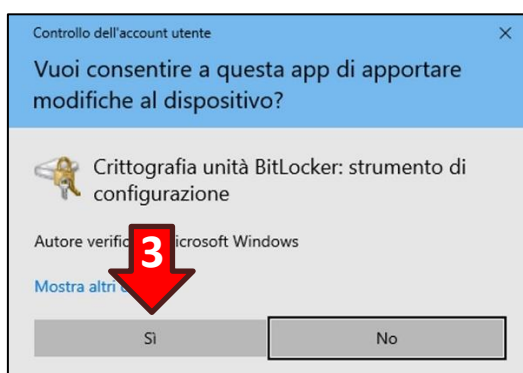 Controllo dell'account utente
Vuoi consentire a questa app di apportare
modifiche al dispositivo?
Crittografia unità BitLocker: strumento di
configurazione
Autore icrosoft Windows
3
Mostra altri
Sì
No